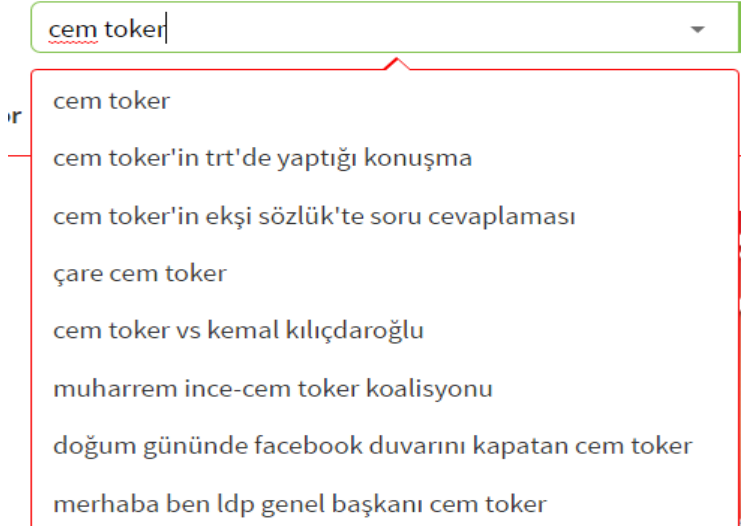 cem toker
cem toker
cem toker'in trt'de yaptığı konuşma
cem toker'in ekşi sözlük'te soru cevaplaması
çare cem toker
cem toker vs kemal kılıçdaroğlu
muharrem ince-cem toker koalisyonu
doğum gününde facebook duvarını kapatan cem toker
merhaba ben ldp genel başkanı cem toker